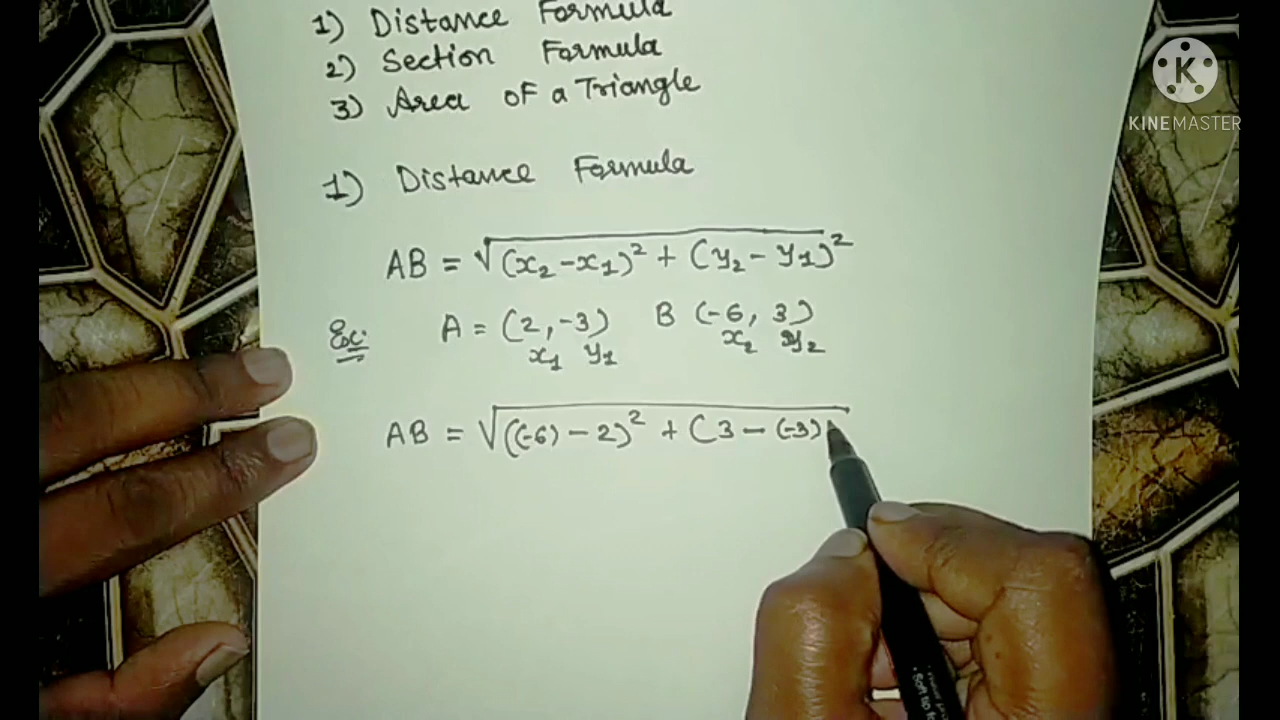 1) Distance Formula
2) Section Formula
3) Area of a Triangle
K
KINEMASTER
1) Distance Formula
AB = √(x₂ - x₁)² + (y₂ - y₁)²
Ex: A = (2, -3) B (-6, 3)
x₁ y₁ x₂ y₂
AB = √((-6) - 2)² + (3 - (-3)